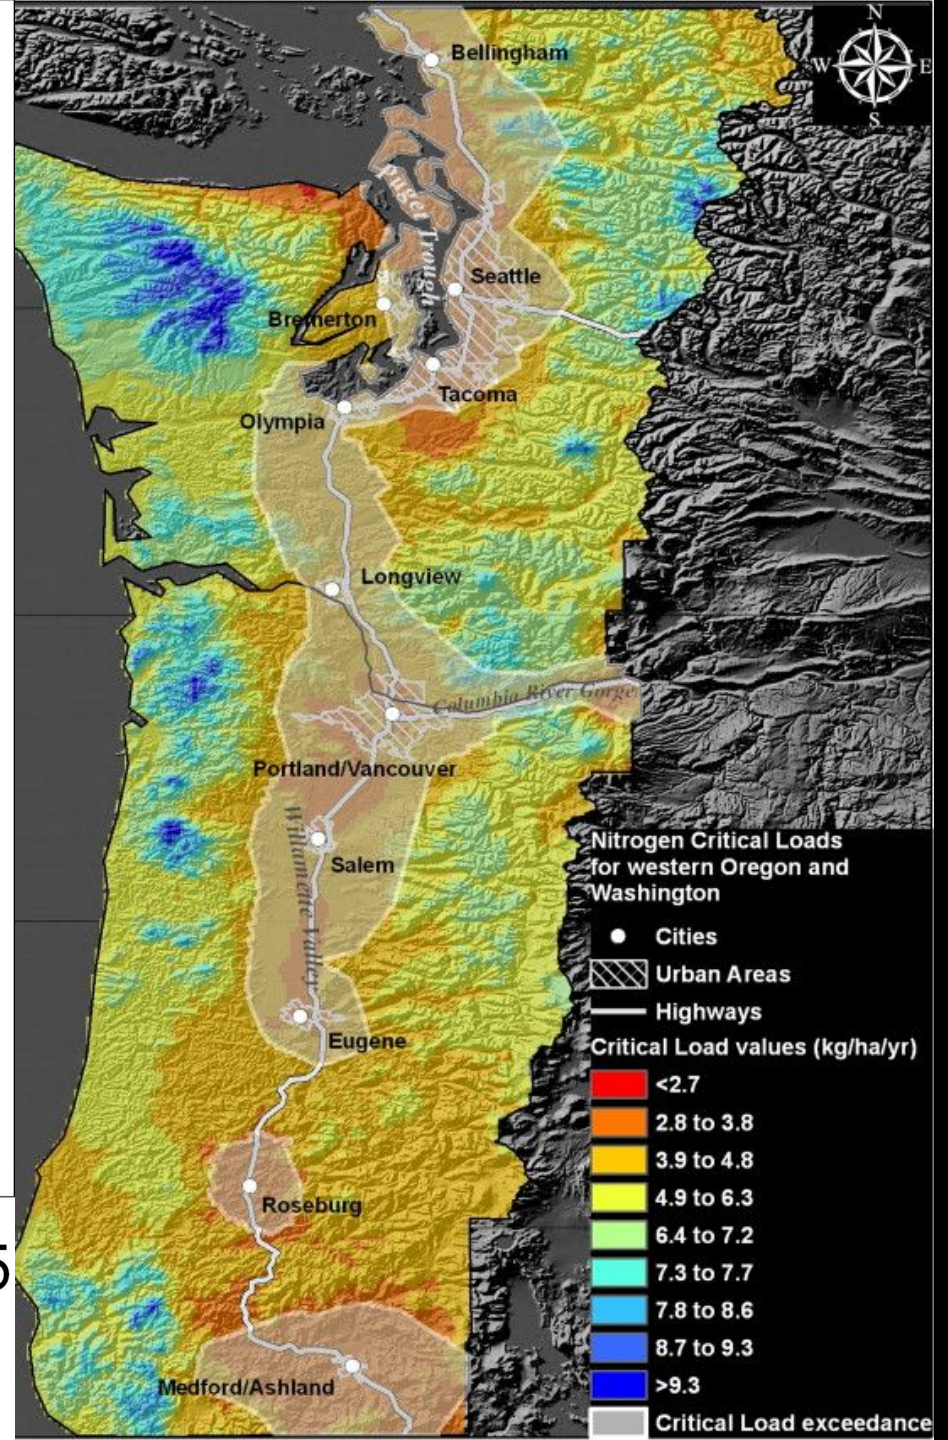 N
W E
S
Bellingham
Puget Trough
Seattle
Bremerton
Tacoma
Olympia
Longview
Columbia River Gorge
Portland/Vancouver
Willamette Valley
Salem
Eugene
Roseburg
Medford/Ashland
5
Nitrogen Critical Loads
for western Oregon and
Washington
Cities
Urban Areas
Highways
Critical Load values (kg/ha/yr)
<2.7
2.8 to 3.8
3.9 to 4.8
4.9 to 6.3
6.4 to 7.2
7.3 to 7.7
7.8 to 8.6
8.7 to 9.3
>9.3
Critical Load exceedance